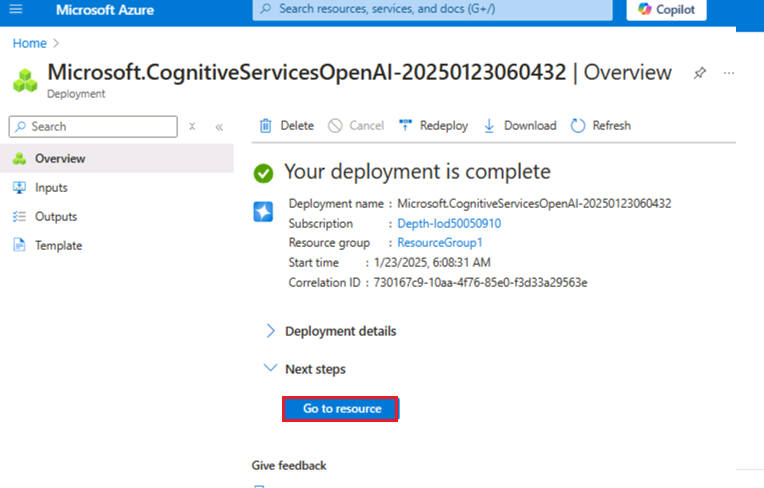 Microsoft Azure
Search resources, services, and docs (G+/)
Copilot
Home
Microsoft.CognitiveServicesOpenAI-20250123060432 | Overview
...
Deployment
Search
Delete
Cancel
Redeploy
Download
Refresh
Overview
Inputs
Outputs
Template
Your deployment is complete
Deployment name : Microsoft.CognitiveServicesOpenAI-20250123060432
Subscription : Depth-lod50050910
Resource group : ResourceGroup1
Start time : 1/23/2025, 6:08:31 AM
Correlation ID : 730167c9-10aa-4f76-85e0-f3d33a29563e
Deployment details
Next steps
Go to resource
Give feedback